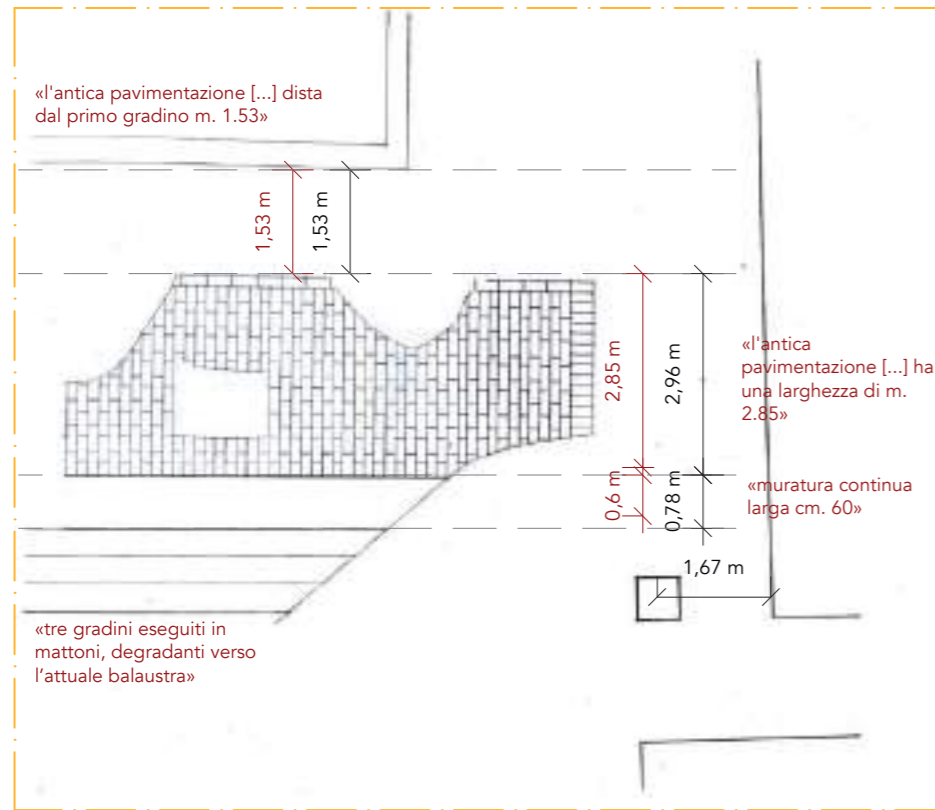 «l'antica pavimentazione [...] dista
dal primo gradino m. 1.53»
1,53 m
1,53 m
2,85 m
2,96 m
«l'antica
pavimentazione [...] ha
una larghezza di m.
2.85»
0,6 m
0,78 m
«muratura continua
larga cm. 60»
1,67 m
«tre gradini eseguiti in
mattoni, degradanti verso
l’attuale balaustra»